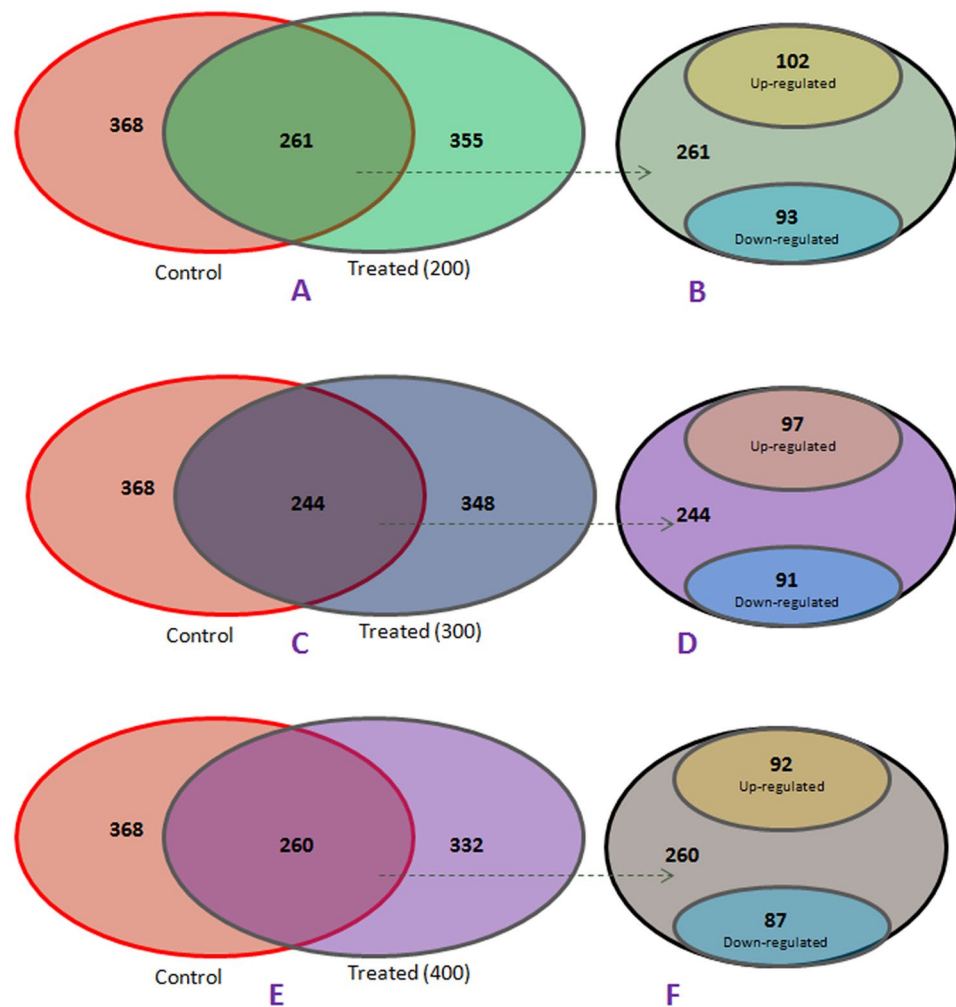 102
Up-regulated
368
261
355
261
93
Down-regulated
Control
Treated (200)
A
B
97
Up-regulated
368
244
348
244
91
Down-regulated
Control
Treated (300)
C
D
92
Up-regulated
368
260
332
260
87
Down-regulated
Control
Treated (400)
E
F